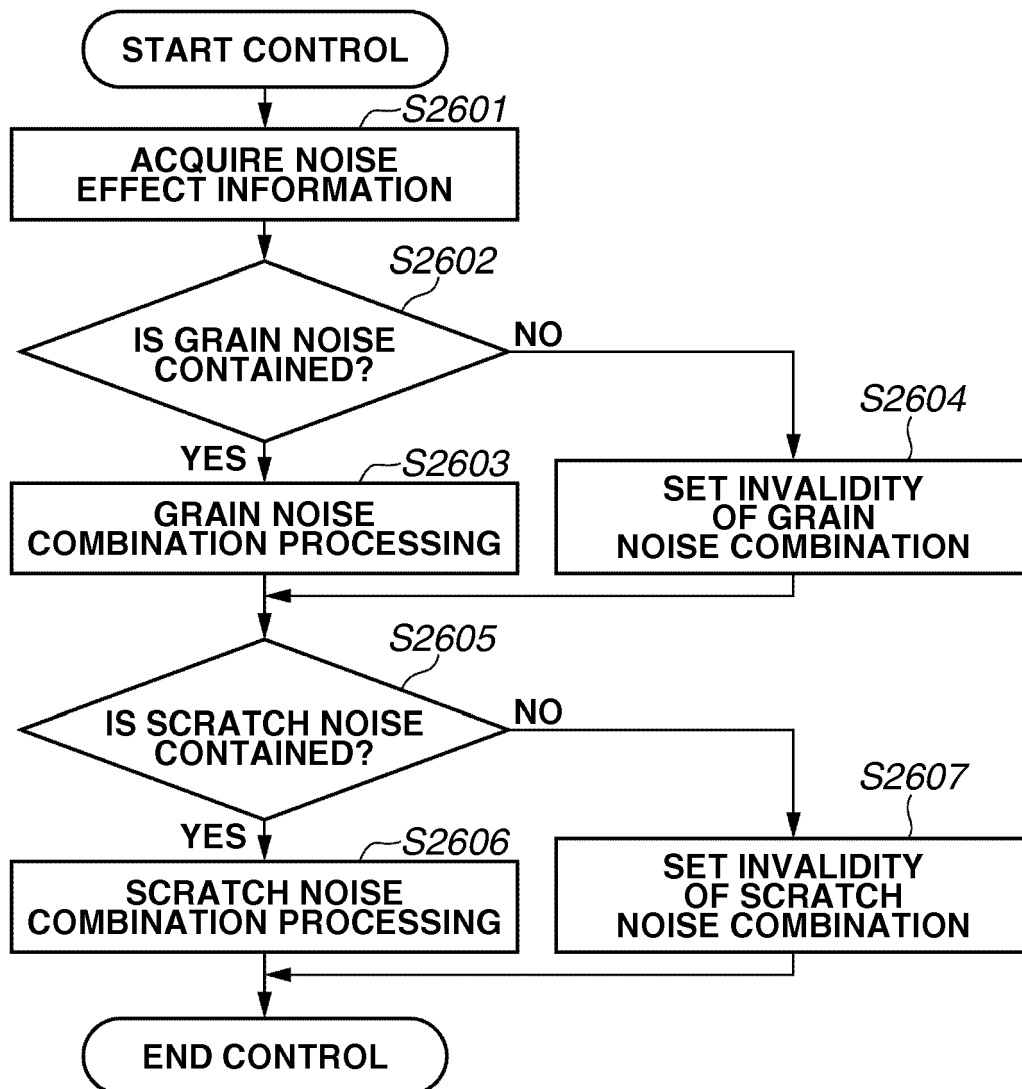 START CONTROL
S2601
ACQUIRE NOISE
EFFECT INFORMATION
S2602
IS GRAIN NOISE
CONTAINED?
NO
YES
S2603
GRAIN NOISE
COMBINATION PROCESSING
S2604
SET INVALIDITY
OF GRAIN
NOISE COMBINATION
S2605
IS SCRATCH NOISE
CONTAINED?
NO
YES
S2606
SCRATCH NOISE
COMBINATION PROCESSING
S2607
SET INVALIDITY
OF SCRATCH
NOISE COMBINATION
END CONTROL